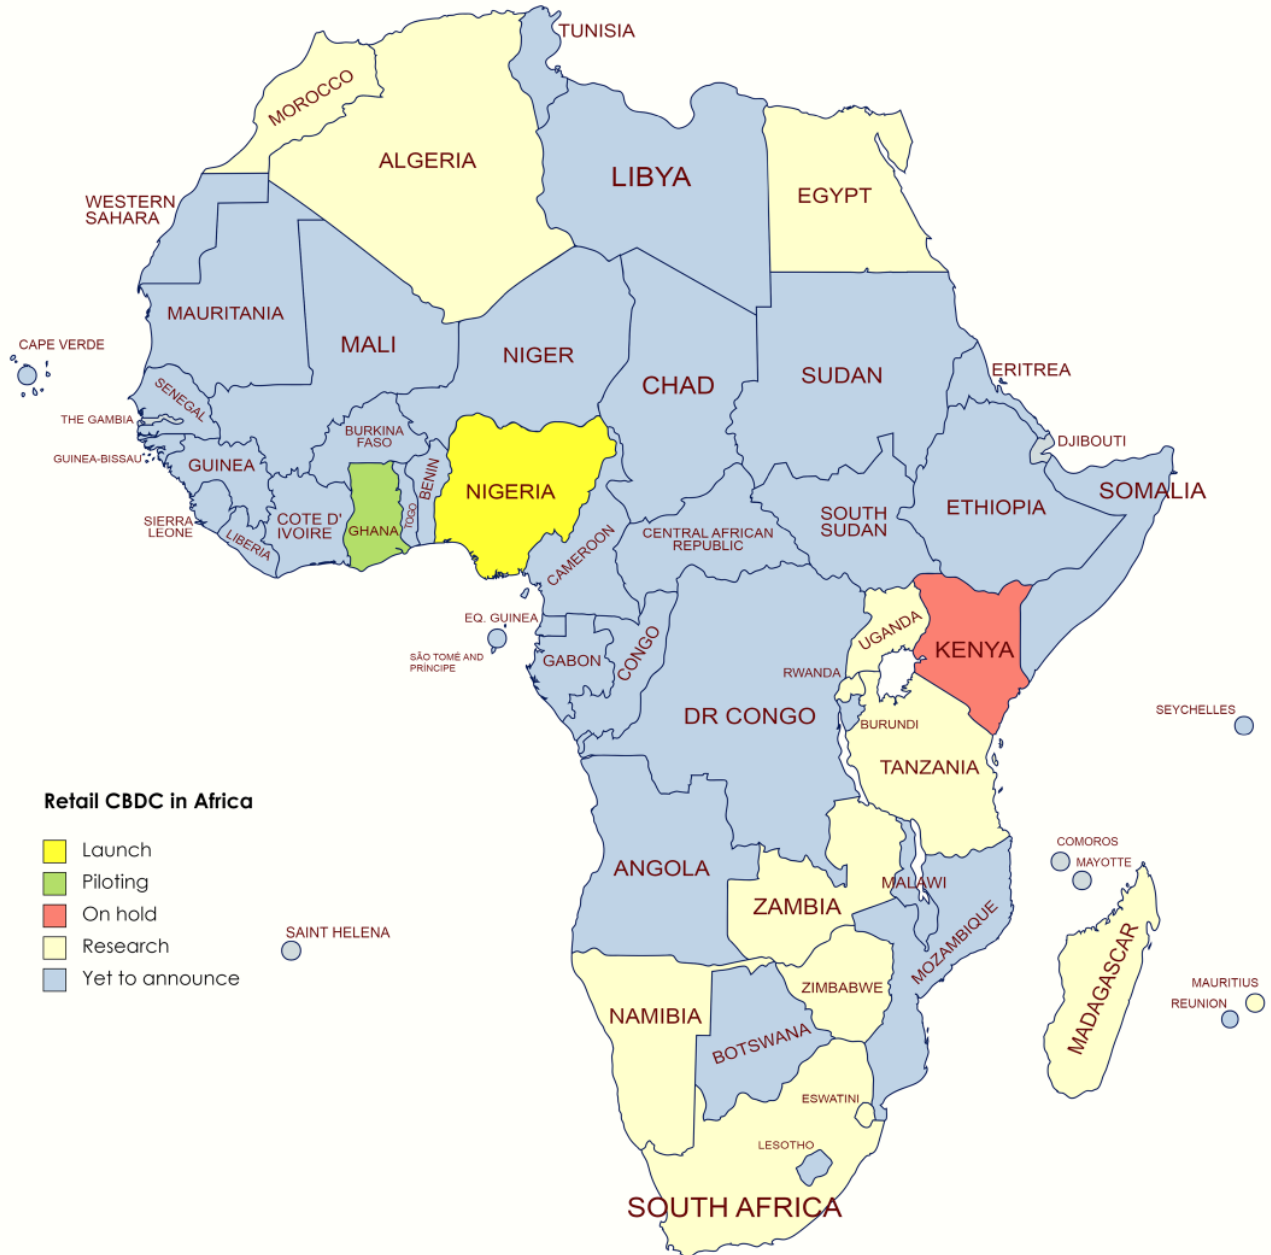 TUNISIA
MOROCCO
ALGERIA
LIBYA
EGYPT
WESTERN
SAHARA
MAURITANIA
MALI
NIGER
CHAD
SUDAN
ERITREA
CAPE VERDE
SENEGAL
THE GAMBIA
GUINEA-BISSAU
GUINEA
BURKINA
FASO
BENIN
NIGERIA
DJIBOUTI
SOMALIA
ETHIOPIA
SIERRA
LEONE
LIBERIA
COTE D'
IVOIRE
GHANA
TOGO
CAMEROON
CENTRAL AFRICAN
REPUBLIC
SOUTH
SUDAN
EQ. GUINEA
SÃO TOMÉ AND
PRÍNCIPE
GABON
CONGO
UGANDA
KENYA
RWANDA
DR CONGO
BURUNDI
SEYCHELLES
TANZANIA
Retail CBDC in Africa
Launch
Piloting
On hold
Research
Yet to announce
ANGOLA
COMOROS
MAYOTTE
MALAWI
ZAMBIA
SAINT HELENA
MOZAMBIQUE
MADAGASCAR
ZIMBABWE
MAURITIUS
REUNION
NAMIBIA
BOTSWANA
ESWATINI
LESOTHO
SOUTH AFRICA